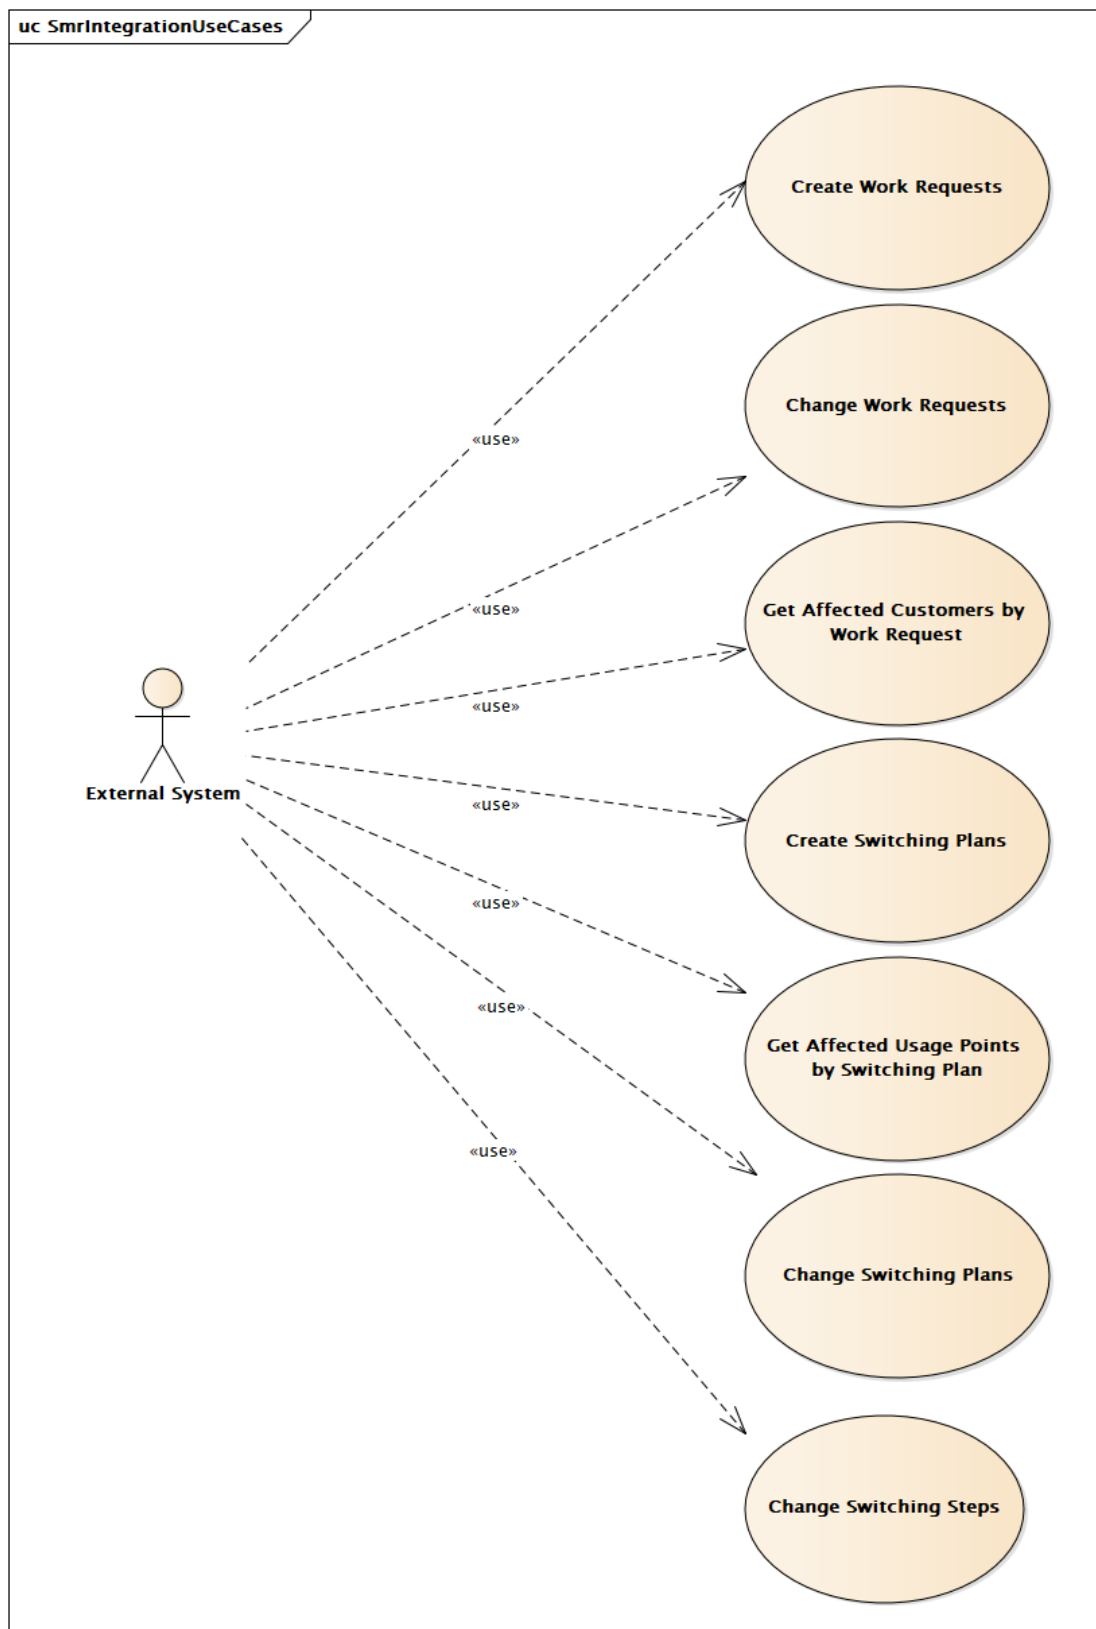 uc SmrIntegrationUseCases
Create Work Requests
Change Work Requests
«use»
«use»
Get Affected Customers by
Work Request
«use»
External System
«use»
Create Switching Plans
«use»
«use»
Get Affected Usage Points
by Switching Plan
«use»
Change Switching Plans
Change Switching Steps